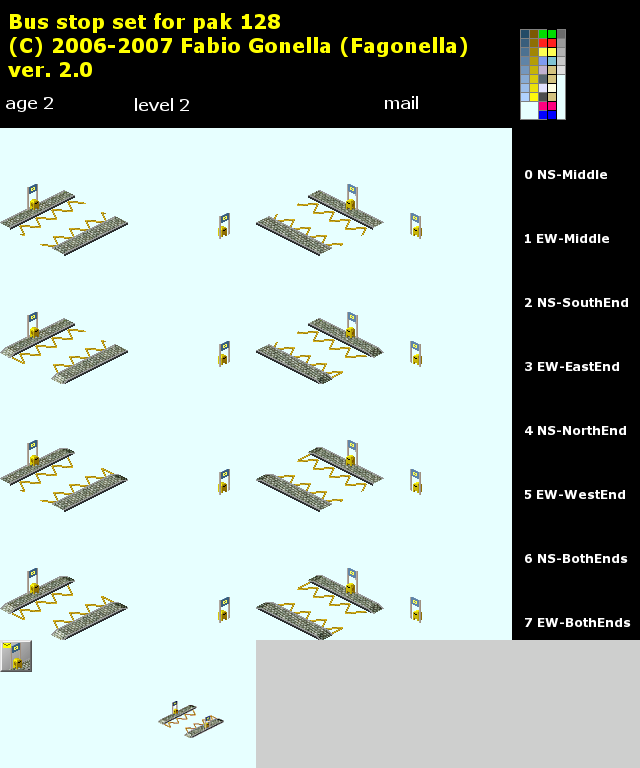 Bus stop set for pak 128
(C) 2006-2007 Fabio Gonella (Fagonella)
ver. 2.0
age 2
level 2
mail
0 NS-Middle
1 EW-Middle
2 NS-SouthEnd
3 EW-EastEnd
4 NS-NorthEnd
5 EW-WestEnd
6 NS-BothEnds
7 EW-BothEnds